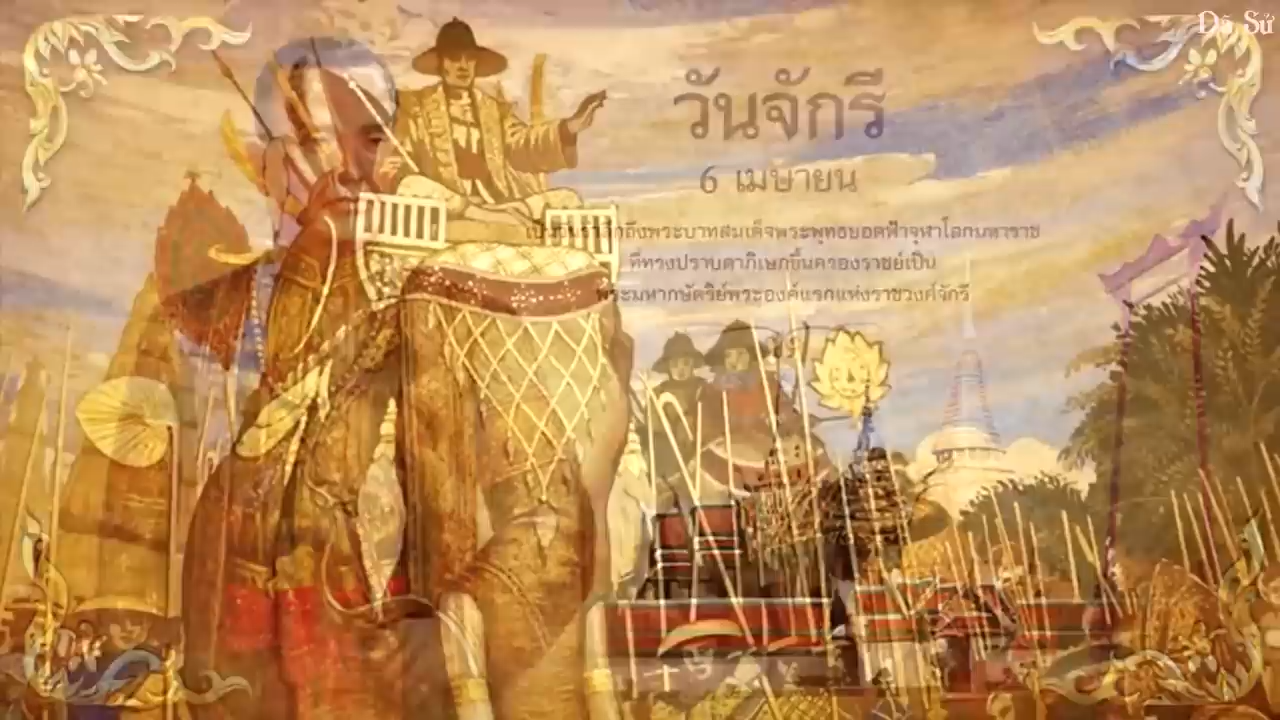 Dã Sử
วันจักรี
6 เมษายน
เป็นวันรำลึกถึงพระบาทสมเด็จพระพุทธยอดฟ้าจุฬาโลกมหาราช
ที่ทรงปราบดาภิเษกขึ้นครองราชย์เป็น
พระมหากษัตริย์พระองค์แรกแห่งราชวงศ์จักรี